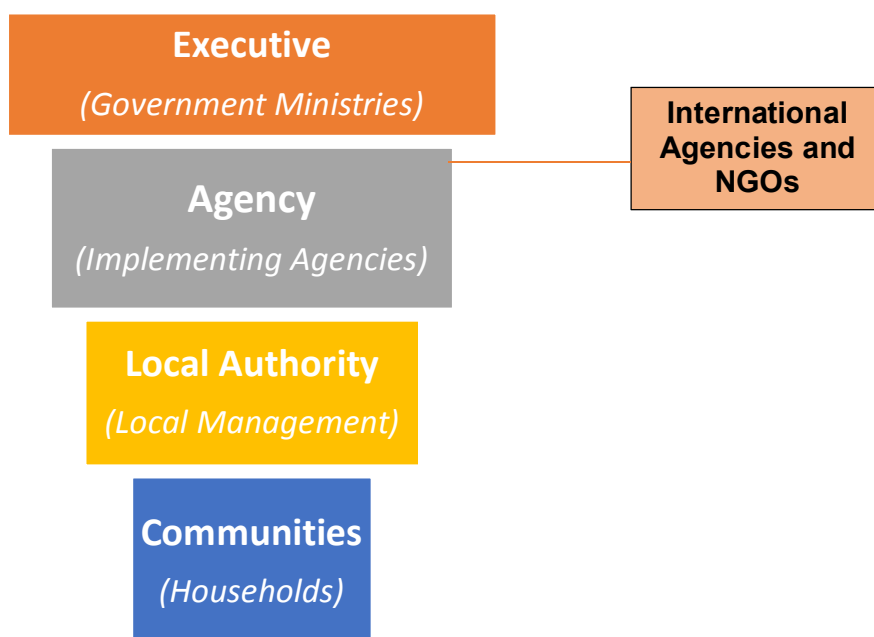 Executive
(Government Ministries)
International
Agencies and
NGOs
Agency
(Implementing Agencies)
Local Authority
(Local Management)
Communities
(Households)